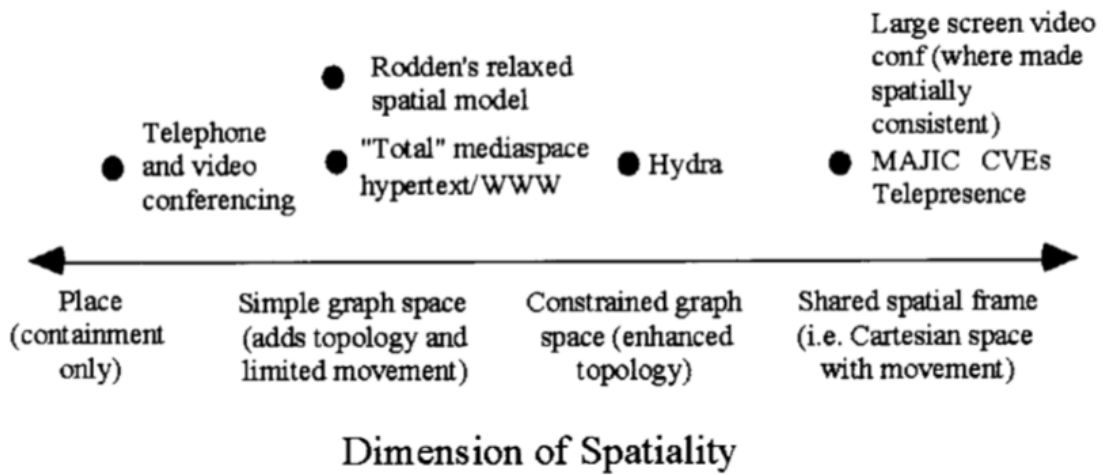 Large screen video
conf (where made
spatially
consistent)
MAJIC CVEs
Telepresence
Rodden's relaxed
spatial model
"Total" mediaspace
hypertext/WWW
Telephone
and video
conferencing
Hydra
Place
(containment
only)
Simple graph space
(adds topology and
limited movement)
Constrained graph
space (enhanced
topology)
Shared spatial frame
(i.e. Cartesian space
with movement)
Dimension of Spatiality